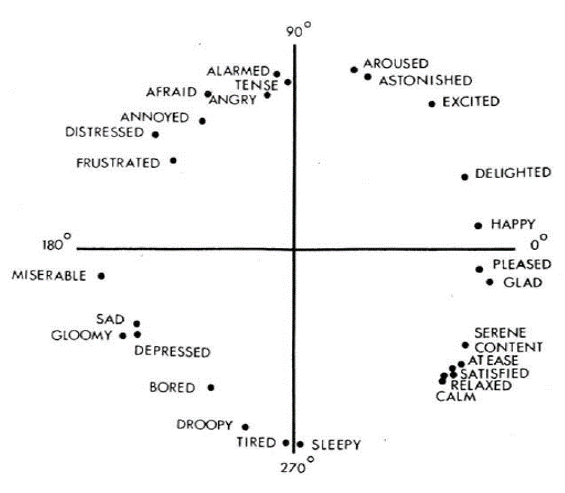 90°
ALARMED
AROUSED
TENSE
ASTONISHED
AFRAID
ANGRY
EXCITED
ANNOYED
DISTRESSED
FRUSTRATED
DELIGHTED
HAPPY
180°
0°
PLEASED
MISERABLE
GLAD
SAD
SERENE
GLOOMY
CONTENT
DEPRESSED
AT EASE
SATISFIED
BORED
RELAXED
CALM
DROOPY
TIRED
SLEEPY
270°